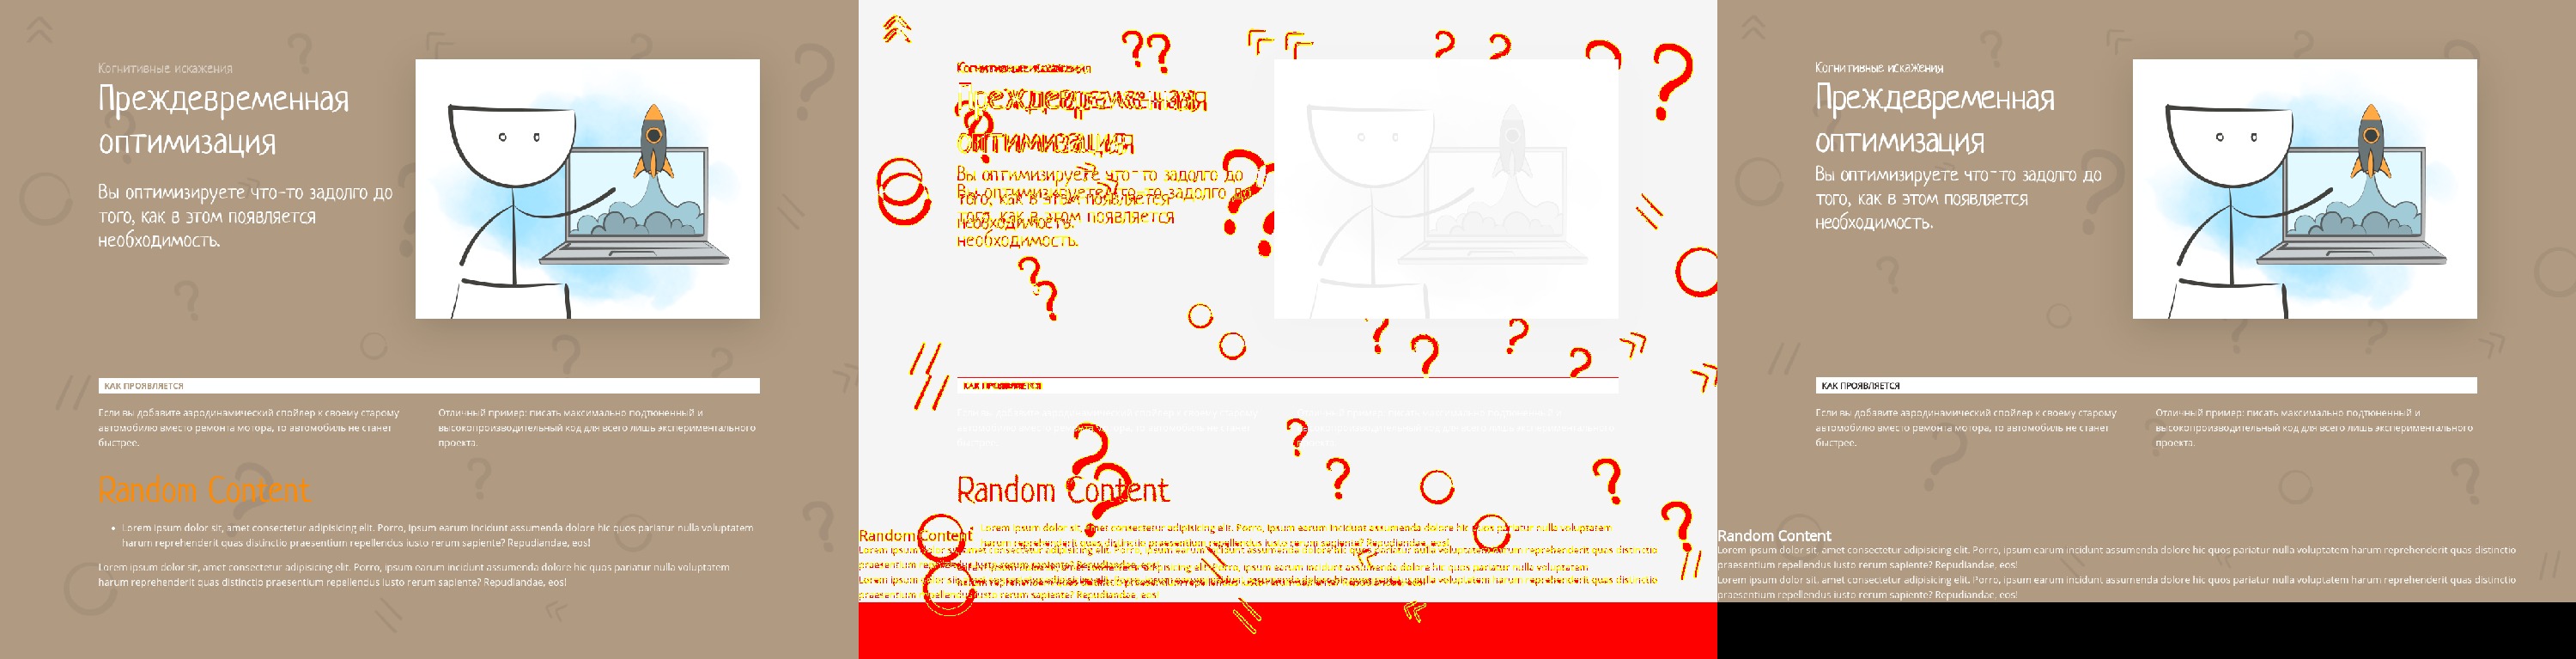 Когнитивные искажения
Преждевременная
оптимизация
Вы оптимизируете что-то задолго до
того, как в этом появляется
необходимость.
КАК ПРОЯВЛЯЕТСЯ
Если вы добавите аэродинамический спойлер к своему старому
автомобилю вместо ремонта мотора, то автомобиль не станет
быстрее.
Отличный пример: писать максимально подтюненный и
высокопроизводительный код для всего лишь экспериментального
проекта.
Random Content
Lorem ipsum dolor sit, amet consectetur adipisicing elit. Porro, ipsum earum incidunt assumenda dolore hic quos pariatur nulla voluptatem
harum reprehenderit quas distinctio praesentium repellendus iusto rerum sapiente? Repudiandae, eos!
Lorem ipsum dolor sit, amet consectetur adipisicing elit. Porro, ipsum earum incidunt assumenda dolore hic quos pariatur nulla voluptatem
harum reprehenderit quas distinctio praesentium repellendus iusto rerum sapiente? Repudiandae, eos!
Когнитивные искажения
Преждевременная
оптимизация
Вы оптимизируете что-то задолго до
Вы оптимизируете что-то задолго до
того, как в этом появляется
того, как в этом появляется
необходимость.
необходимость.
Random Content
Random Content
Когнитивные искажения
Преждевременная
оптимизация
Вы оптимизируете что-то задолго до
того, как в этом появляется
необходимость.
КАК ПРОЯВЛЯЕТСЯ
Если вы добавите аэродинамический спойлер к своему старому
автомобилю вместо ремонта мотора, то автомобиль не станет
быстрее.
Отличный пример: писать максимально подтюненный и
высокопроизводительный код для всего лишь экспериментального
проекта.
Random Content
Lorem ipsum dolor sit, amet consectetur adipisicing elit. Porro, ipsum earum incidunt assumenda dolore hic quos pariatur nulla voluptatem harum reprehenderit quas distinctio
praesentium repellendus iusto rerum sapiente? Repudiandae, eos!
Lorem ipsum dolor sit, amet consectetur adipisicing elit. Porro, ipsum earum incidunt assumenda dolore hic quos pariatur nulla voluptatem harum reprehenderit quas distinctio
praesentium repellendus iusto rerum sapiente? Repudiandae, eos!